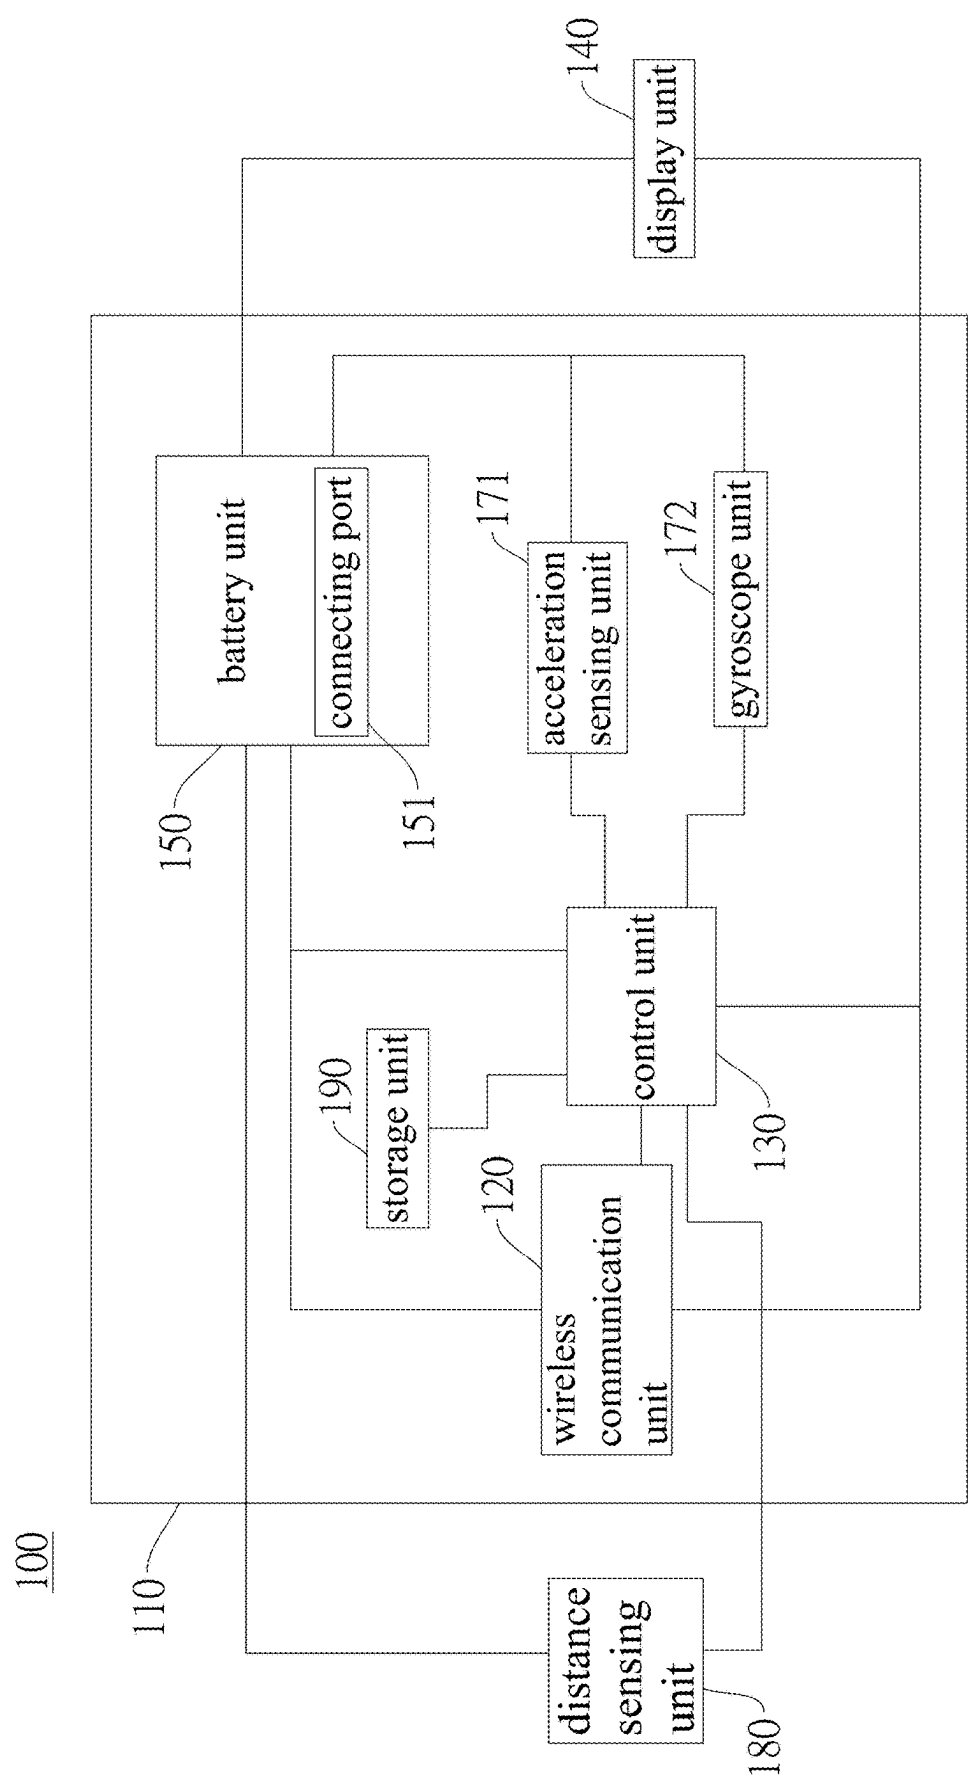 100
110
150
battery unit
connecting port
151
190
storage unit
120
wireless
communication
unit
control unit
130
171
acceleration
sensing unit
172
gyroscope unit
140
display unit
distance
sensing
unit
180